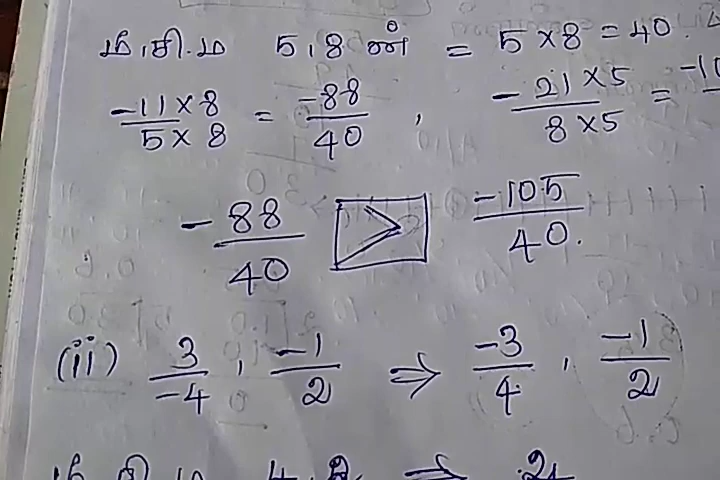 மீ.சி.ம 5,8 ன் = 5 × 8 = 40.
-11 × 8 / 5 × 8 = -88 / 40 , -21 × 5 / 8 × 5 = -10
-88 / 40 > -105 / 40.
(ii) 3 / -4 , -1 / 2 ⇒ -3 / 4 , -1 / 2